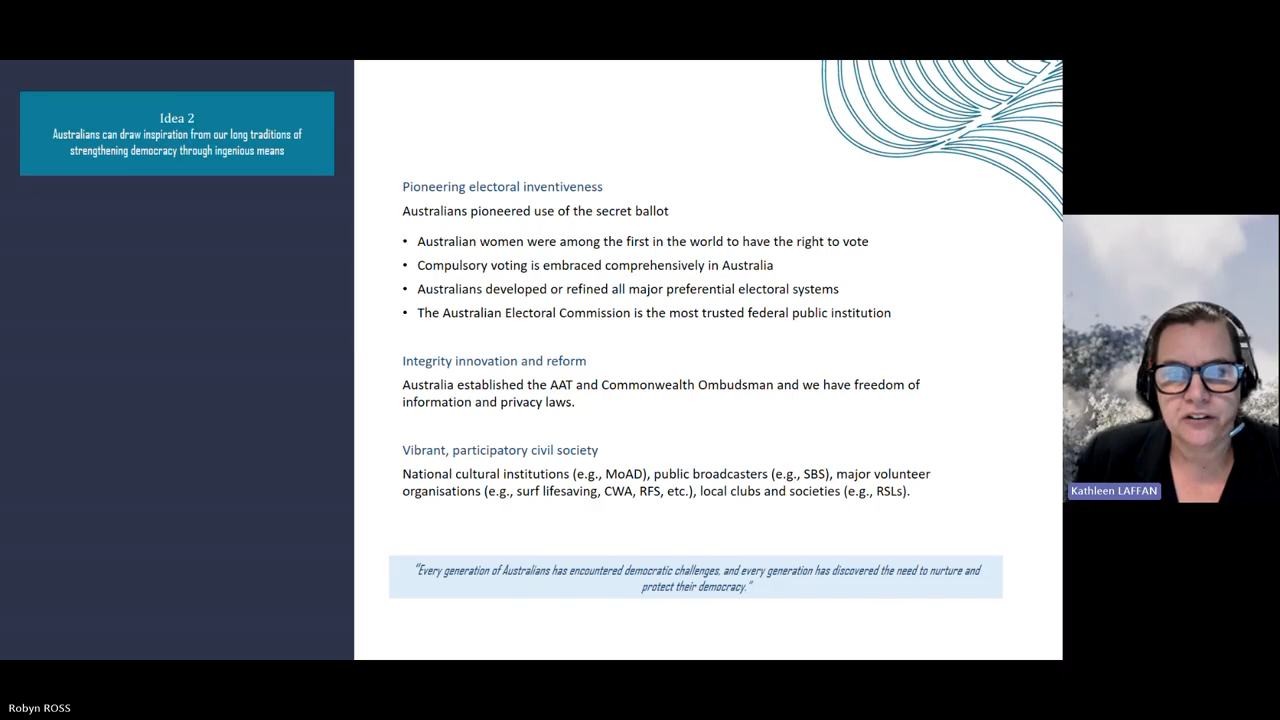 Idea 2
Australians can draw inspiration from our long traditions of
strengthening democracy through ingenious means
Pioneering electoral inventiveness
Australians pioneered use of the secret ballot
• Australian women were among the first in the world to have the right to vote
• Compulsory voting is embraced comprehensively in Australia
• Australians developed or refined all major preferential electoral systems
• The Australian Electoral Commission is the most trusted federal public institution
Integrity innovation and reform
Australia established the AAT and Commonwealth Ombudsman and we have freedom of
information and privacy laws.
Vibrant, participatory civil society
National cultural institutions (e.g., MoAD), public broadcasters (e.g., SBS), major volunteer
organisations (e.g., surf lifesaving, CWA, RFS, etc.), local clubs and societies (e.g., RSLs).
"Every generation of Australians has encountered democratic challenges, and every generation has discovered the need to nurture and
protect their democracy."
Kathleen LAFFAN
Robyn ROSS